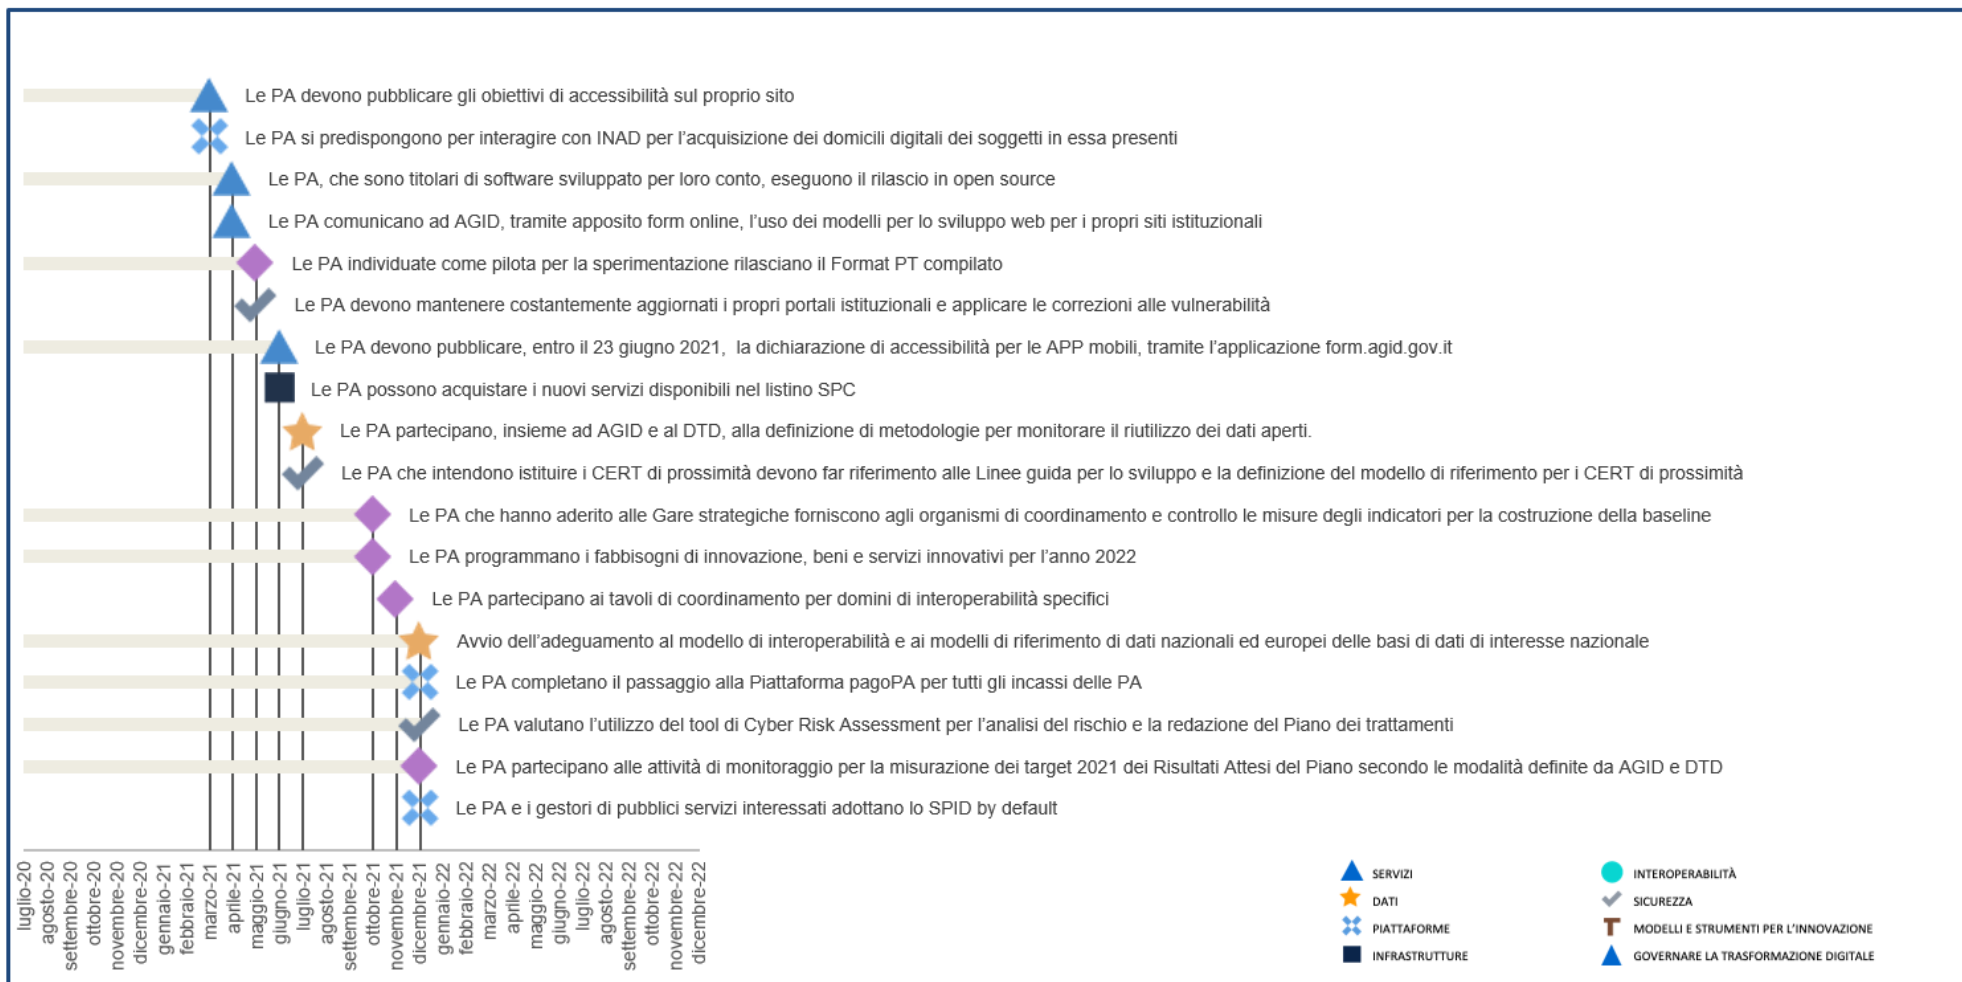 Le PA devono pubblicare gli obiettivi di accessibilità sul proprio sito
Le PA si predispongono per interagire con INAD per l’acquisizione dei domicili digitali dei soggetti in essa presenti
Le PA, che sono titolari di software sviluppato per loro conto, eseguono il rilascio in open source
Le PA comunicano ad AGID, tramite apposito form online, l’uso dei modelli per lo sviluppo web per i propri siti istituzionali
Le PA individuate come pilota per la sperimentazione rilasciano il Format PT compilato
Le PA devono mantenere costantemente aggiornati i propri portali istituzionali e applicare le correzioni alle vulnerabilità
Le PA devono pubblicare, entro il 23 giugno 2021, la dichiarazione di accessibilità per le APP mobili, tramite l’applicazione form.agid.gov.it
Le PA possono acquistare i nuovi servizi disponibili nel listino SPC
Le PA partecipano, insieme ad AGID e al DTD, alla definizione di metodologie per monitorare il riutilizzo dei dati aperti.
Le PA che intendono istituire i CERT di prossimità devono far riferimento alle Linee guida per lo sviluppo e la definizione del modello di riferimento per i CERT di prossimità
Le PA che hanno aderito alle Gare strategiche forniscono agli organismi di coordinamento e controllo le misure degli indicatori per la costruzione della baseline
Le PA programmano i fabbisogni di innovazione, beni e servizi innovativi per l’anno 2022
Le PA partecipano ai tavoli di coordinamento per domini di interoperabilità specifici
Avvio dell’adeguamento al modello di interoperabilità e ai modelli di riferimento di dati nazionali ed europei delle basi di dati di interesse nazionale
Le PA completano il passaggio alla Piattaforma pagoPA per tutti gli incassi delle PA
Le PA valutano l’utilizzo del tool di Cyber Risk Assessment per l’analisi del rischio e la redazione del Piano dei trattamenti
Le PA partecipano alle attività di monitoraggio per la misurazione dei target 2021 dei Risultati Attesi del Piano secondo le modalità definite da AGID e DTD
Le PA e i gestori di pubblici servizi interessati adottano lo SPID by default
luglio-20
agosto-20
settembre-20
ottobre-20
novembre-20
dicembre-20
gennaio-21
febbraio-21
marzo-21
aprile-21
maggio-21
giugno-21
luglio-21
agosto-21
settembre-21
ottobre-21
novembre-21
dicembre-21
gennaio-22
febbraio-22
marzo-22
aprile-22
maggio-22
giugno-22
luglio-22
agosto-22
settembre-22
ottobre-22
novembre-22
dicembre-22
SERVIZI
DATI
PIATTAFORME
INFRASTRUTTURE
INTEROPERABILITÀ
SICUREZZA
MODELLI E STRUMENTI PER L’INNOVAZIONE
GOVERNARE LA TRASFORMAZIONE DIGITALE